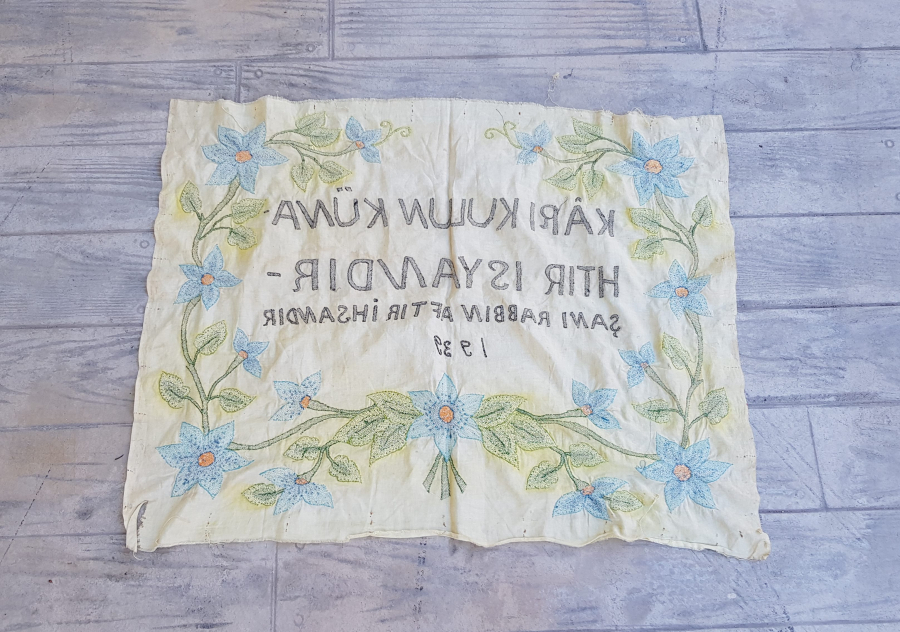 KÂRI KULUN KÜNA-
HTIR ISYANDIR-
ŞANI RABBIN AFTIR İHSANDIR
1939